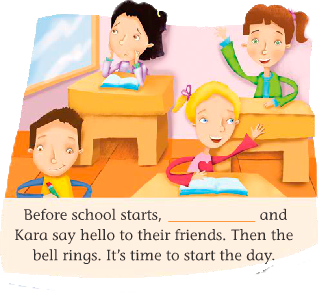 Before school starts, ____________ and
Kara say hello to their friends. Then the
bell rings. It's time to start the day.